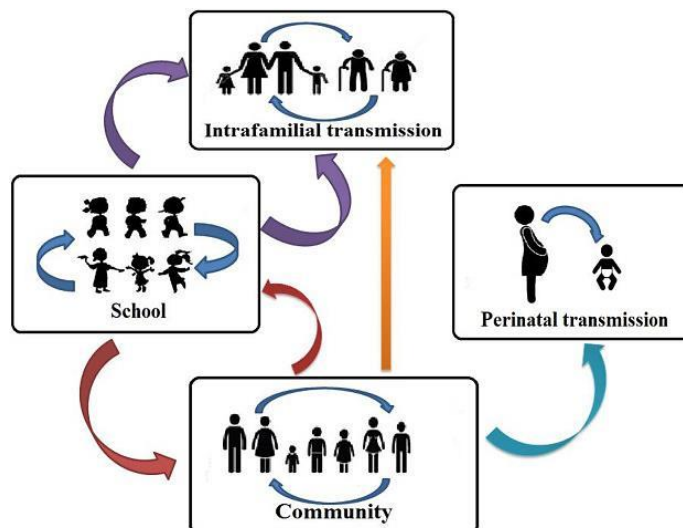 Intrafamilial transmission
School
Perinatal transmission
Community